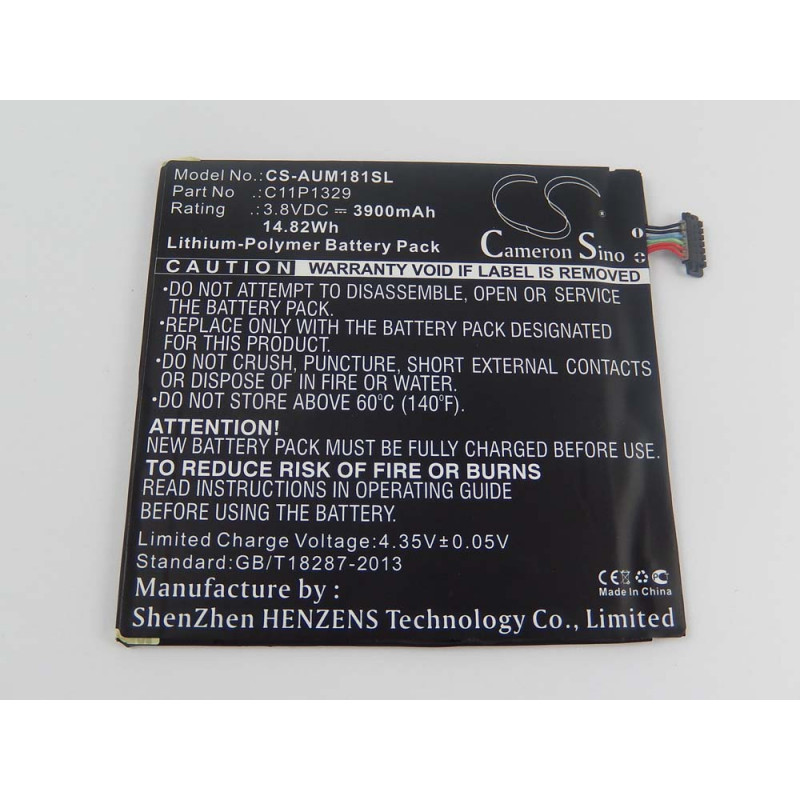 Model No.:CS-AUM181SL
Part No :C11P1329
Rating :3.8VDC ⎓ 3900mAh
14.82Wh
Lithium-Polymer Battery Pack
CS
Cameron Sino
CAUTION WARRANTY VOID IF LABEL IS REMOVED
•DO NOT ATTEMPT TO DISASSEMBLE, OPEN OR SERVICE
THE BATTERY PACK.
•REPLACE ONLY WITH THE BATTERY PACK DESIGNATED
FOR THIS PRODUCT.
•DO NOT CRUSH, PUNCTURE, SHORT EXTERNAL CONTACTS
OR DISPOSE OF IN FIRE OR WATER.
•DO NOT STORE ABOVE 60°C (140°F).
ATTENTION!
NEW BATTERY PACK MUST BE FULLY CHARGED BEFORE USE.
TO REDUCE RISK OF FIRE OR BURNS
READ INSTRUCTIONS IN OPERATING GUIDE
BEFORE USING THE BATTERY.
Limited Charge Voltage:4.35V±0.05V
Standard:GB/T18287-2013
CE
Made In China
Manufacturing by :
ShenZhen HENZENS Technology Co., Limited